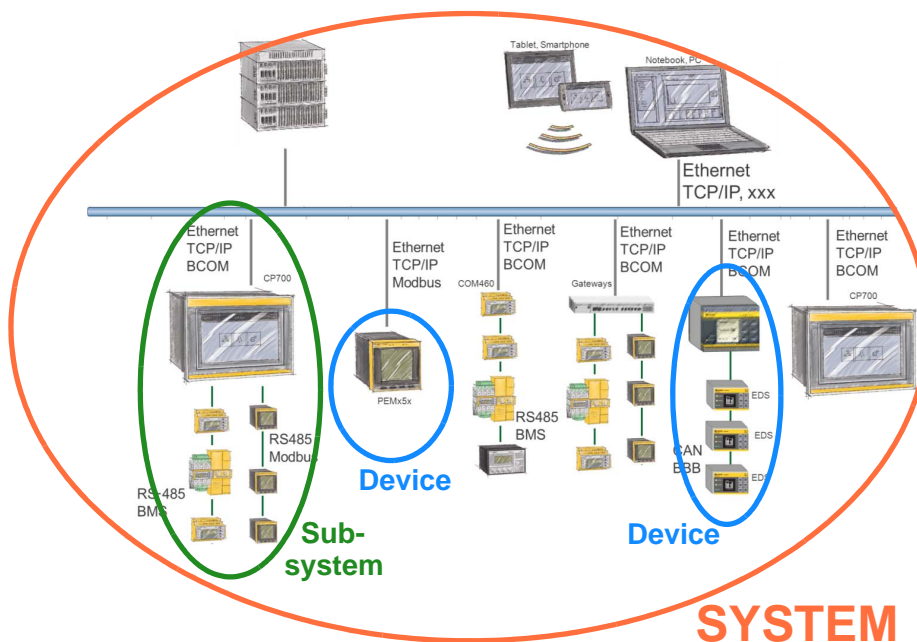 Tablet, Smartphone
Notebook, PC
Ethernet
TCP/IP, xxx
Ethernet
TCP/IP
BCOM
CP700
Ethernet
TCP/IP
Modbus
PEMx5x
Ethernet
TCP/IP
BCOM
COM460
Ethernet
TCP/IP
BCOM
Gateways
Ethernet
TCP/IP
BCOM
Ethernet
TCP/IP
BCOM
CP700
RS485
Modbus
RS-485
BMS
RS485
BMS
EDS
EDS
EDS
CAN
BBB
Device
Device
Sub-
system
SYSTEM